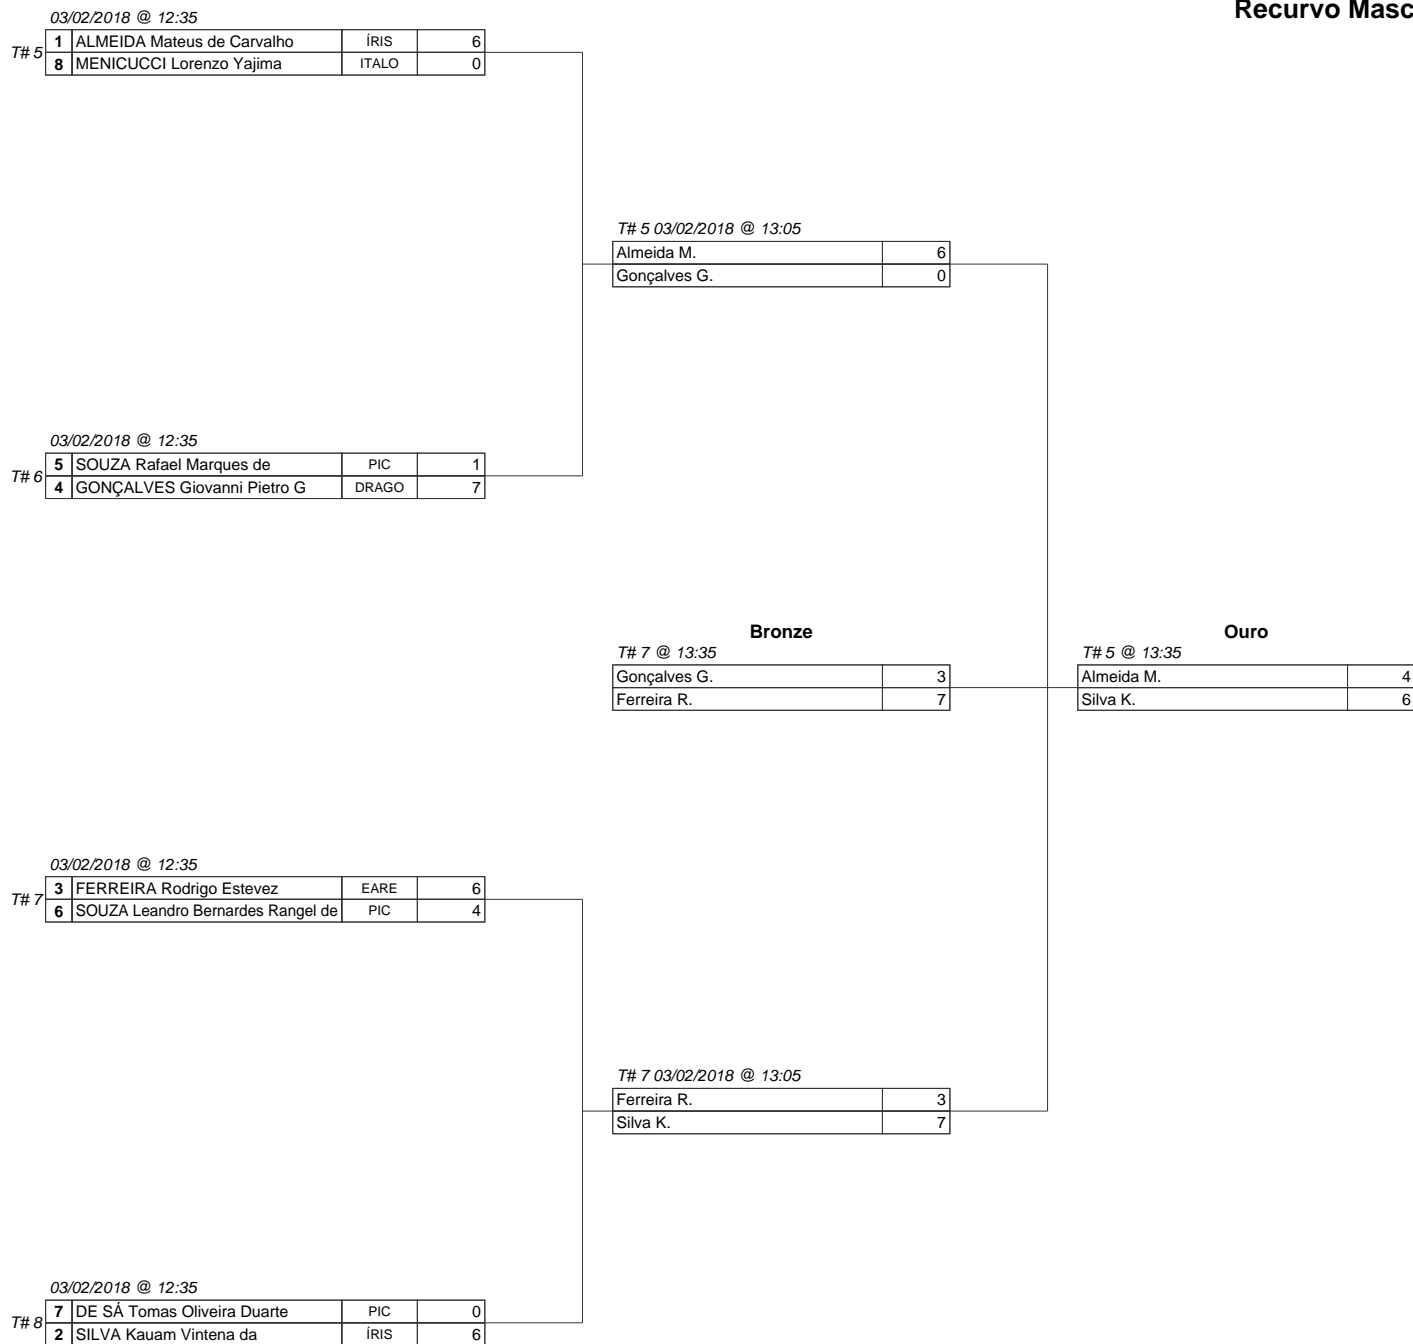 Recurvo Masc
03/02/2018 @ 12:35
T# 5
1 ALMEIDA Mateus de Carvalho ÍRIS 6
8 MENICUCCI Lorenzo Yajima ITALO 0
T# 5 03/02/2018 @ 13:05
Almeida M. 6
Gonçalves G. 0
03/02/2018 @ 12:35
T# 6
5 SOUZA Rafael Marques de PIC 1
4 GONÇALVES Giovanni Pietro G DRAGO 7
Bronze
T# 7 @ 13:35
Gonçalves G. 3
Ferreira R. 7
Ouro
T# 5 @ 13:35
Almeida M. 4
Silva K. 6
03/02/2018 @ 12:35
T# 7
3 FERREIRA Rodrigo Estevez EARE 6
6 SOUZA Leandro Bernardes Rangel de PIC 4
T# 7 03/02/2018 @ 13:05
Ferreira R. 3
Silva K. 7
03/02/2018 @ 12:35
T# 8
7 DE SÁ Tomas Oliveira Duarte PIC 0
2 SILVA Kauam Vintena da ÍRIS 6